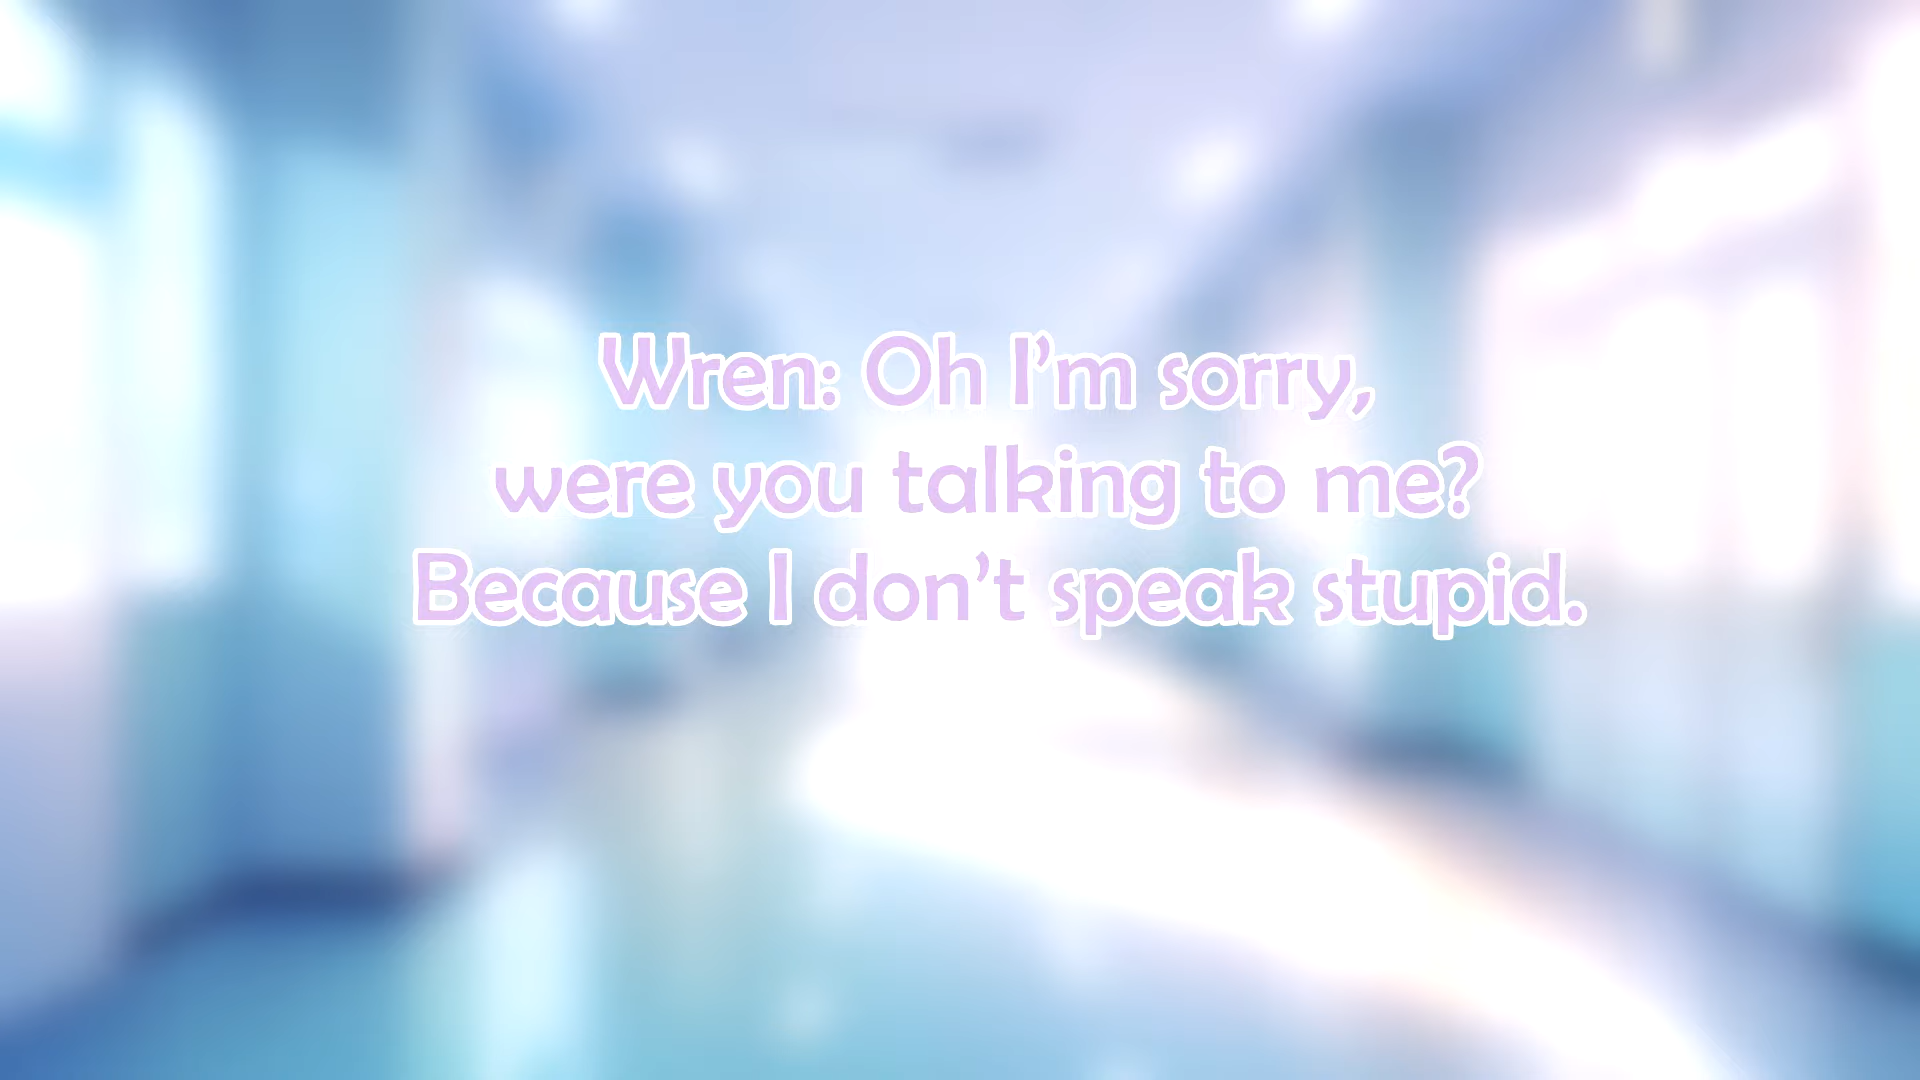 Wren: Oh I’m sorry,
were you talking to me?
Because I don’t speak stupid.